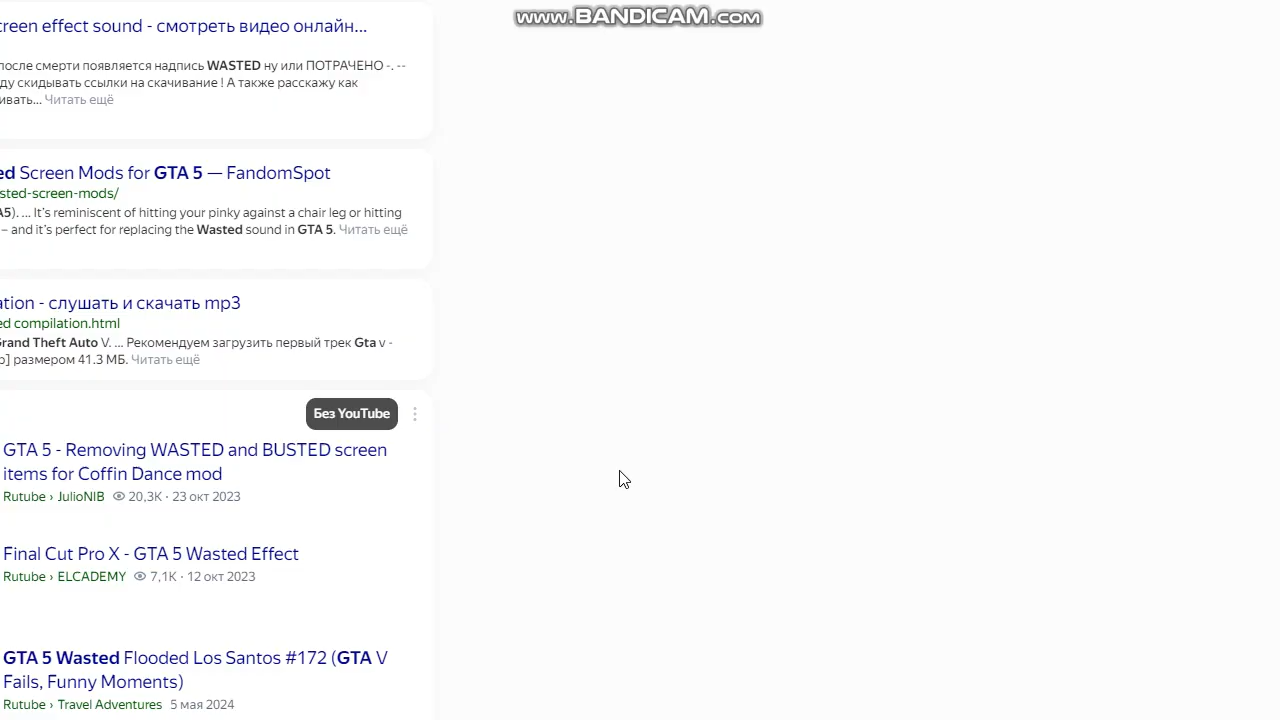 www.BANDICAM.com
creen effect sound - смотреть видео онлайн...
после смерти появляется надпись WASTED ну или ПОТРАЧЕНО -. --
ду скидывать ссылки на скачивание ! А также расскажу как
ивать... Читать ещё
ed Screen Mods for GTA 5 — FandomSpot
sted-screen-mods/
A5). ... It's reminiscent of hitting your pinky against a chair leg or hitting
– and it's perfect for replacing the Wasted sound in GTA 5. Читать ещё
ation - слушать и скачать mp3
ed compilation.html
Grand Theft Auto V. ... Рекомендуем загрузить первый трек Gta v -
p] размером 41.3 МБ. Читать ещё
Без YouTube
GTA 5 - Removing WASTED and BUSTED screen
items for Coffin Dance mod
Rutube › JulioNIB 20,3K · 23 окт 2023
Final Cut Pro X - GTA 5 Wasted Effect
Rutube › ELCADEMY 7,1K · 12 окт 2023
GTA 5 Wasted Flooded Los Santos #172 (GTA V
Fails, Funny Moments)
Rutube › Travel Adventures 5 мая 2024